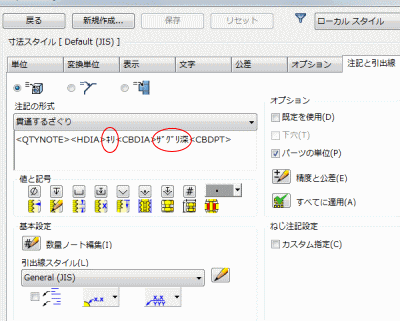 戻る 新規作成... 保存 リセット ローカル スタイル
寸法スタイル [ Default (JIS) ]
単位 変換単位 表示 文字 公差 オプション 注記と引出線
注記の形式
貫通するざぐり
<QTYNOTE><HDIA>ｷﾘ<CBDIA>ｻﾞｸﾞﾘ深<CBDPT>
値と記号
#
基本設定
# 数量ノート編集(I)
引出線スタイル(L)
General (JIS)
x.x
x.x
YYY
オプション
既定を使用(D)
下穴(T)
パーツの単位(P)
精度と公差(E)
すべてに適用(A)
ねじ注記設定
カスタム指定(C)